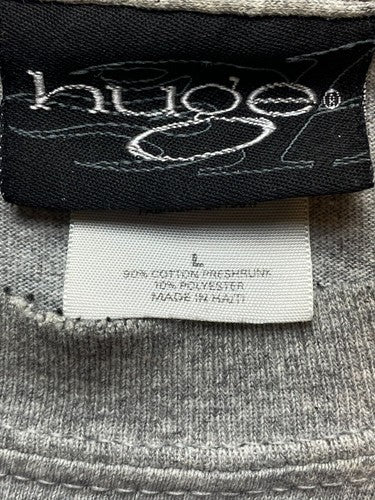 huge®
L
90% COTTON PRESHRUNK
10% POLYESTER
MADE IN HAITI